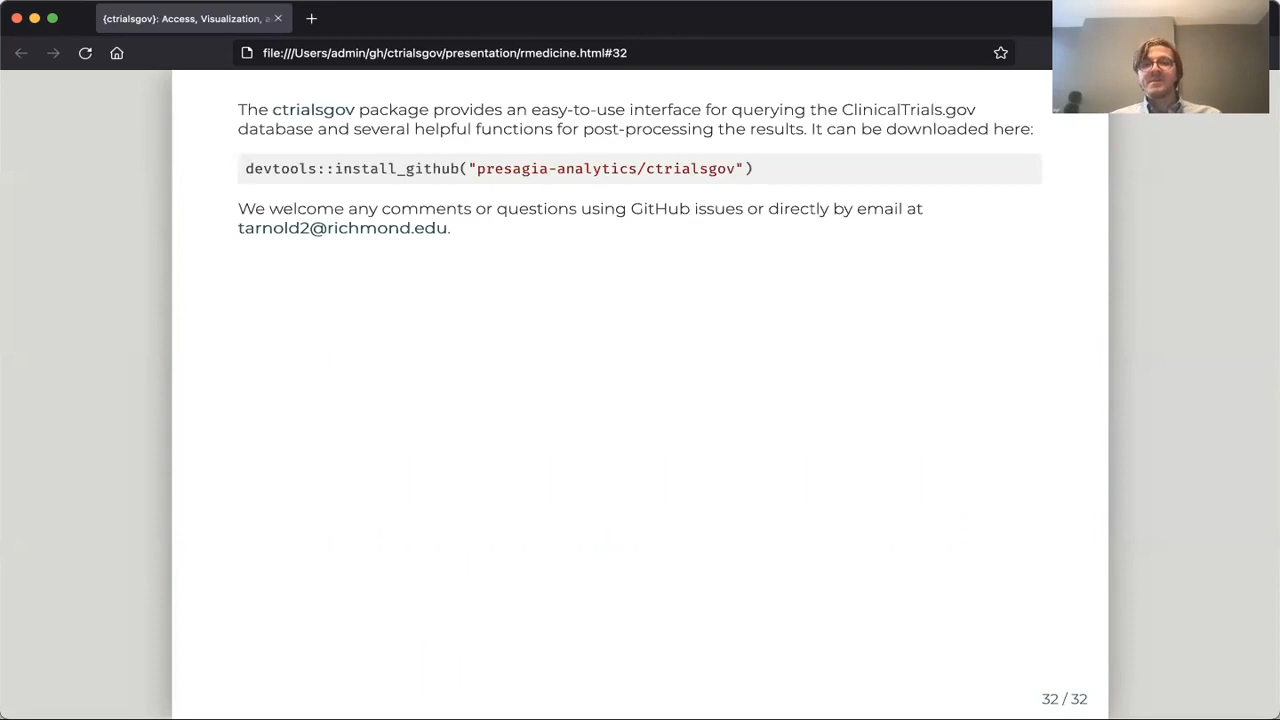 {ctrialsgov}: Access, Visualization, a
file:///Users/admin/gh/ctrialsgov/presentation/rmedicine.html#32
The ctrialsgov package provides an easy-to-use interface for querying the ClinicalTrials.gov
database and several helpful functions for post-processing the results. It can be downloaded here:
devtools::install_github("presagia-analytics/ctrialsgov")
We welcome any comments or questions using GitHub issues or directly by email at
tarnold2@richmond.edu.
32 / 32